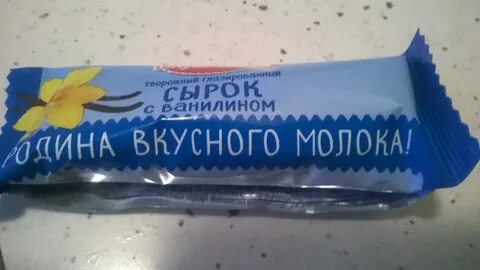 творожный глазированный
СЫРОК
с ванилином
РОДИНА ВКУСНОГО МОЛОКА!